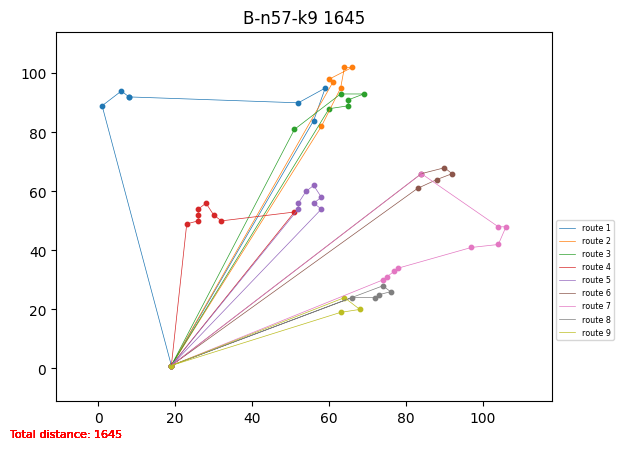 B-n57-k9 1645
100
80
60
40
20
0
0 20 40 60 80 100
route 1
route 2
route 3
route 4
route 5
route 6
route 7
route 8
route 9
Total distance: 1645